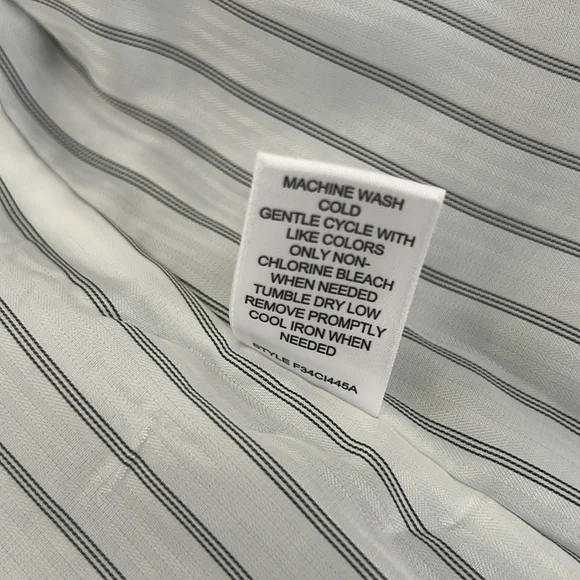 MACHINE WASH
COLD
GENTLE CYCLE WITH
LIKE COLORS
ONLY NON-
CHLORINE BLEACH
WHEN NEEDED
TUMBLE DRY LOW
REMOVE PROMPTLY
COOL IRON WHEN
NEEDED
STYLE F34CI445A